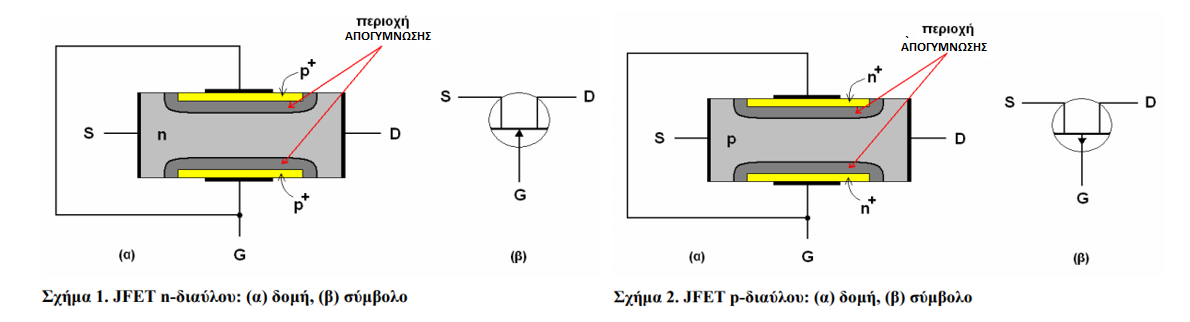 περιοχή
ΑΠΟΓΥΜΝΩΣΗΣ
p+
S
n
D
p+
(α)
G
S
D
G
(β)
Σχήμα 1. JFET n-διαύλου: (α) δομή, (β) σύμβολο
περιοχή
ΑΠΟΓΥΜΝΩΣΗΣ
n+
S
p
D
n+
(α)
G
S
D
G
(β)
Σχήμα 2. JFET p-διαύλου: (α) δομή, (β) σύμβολο